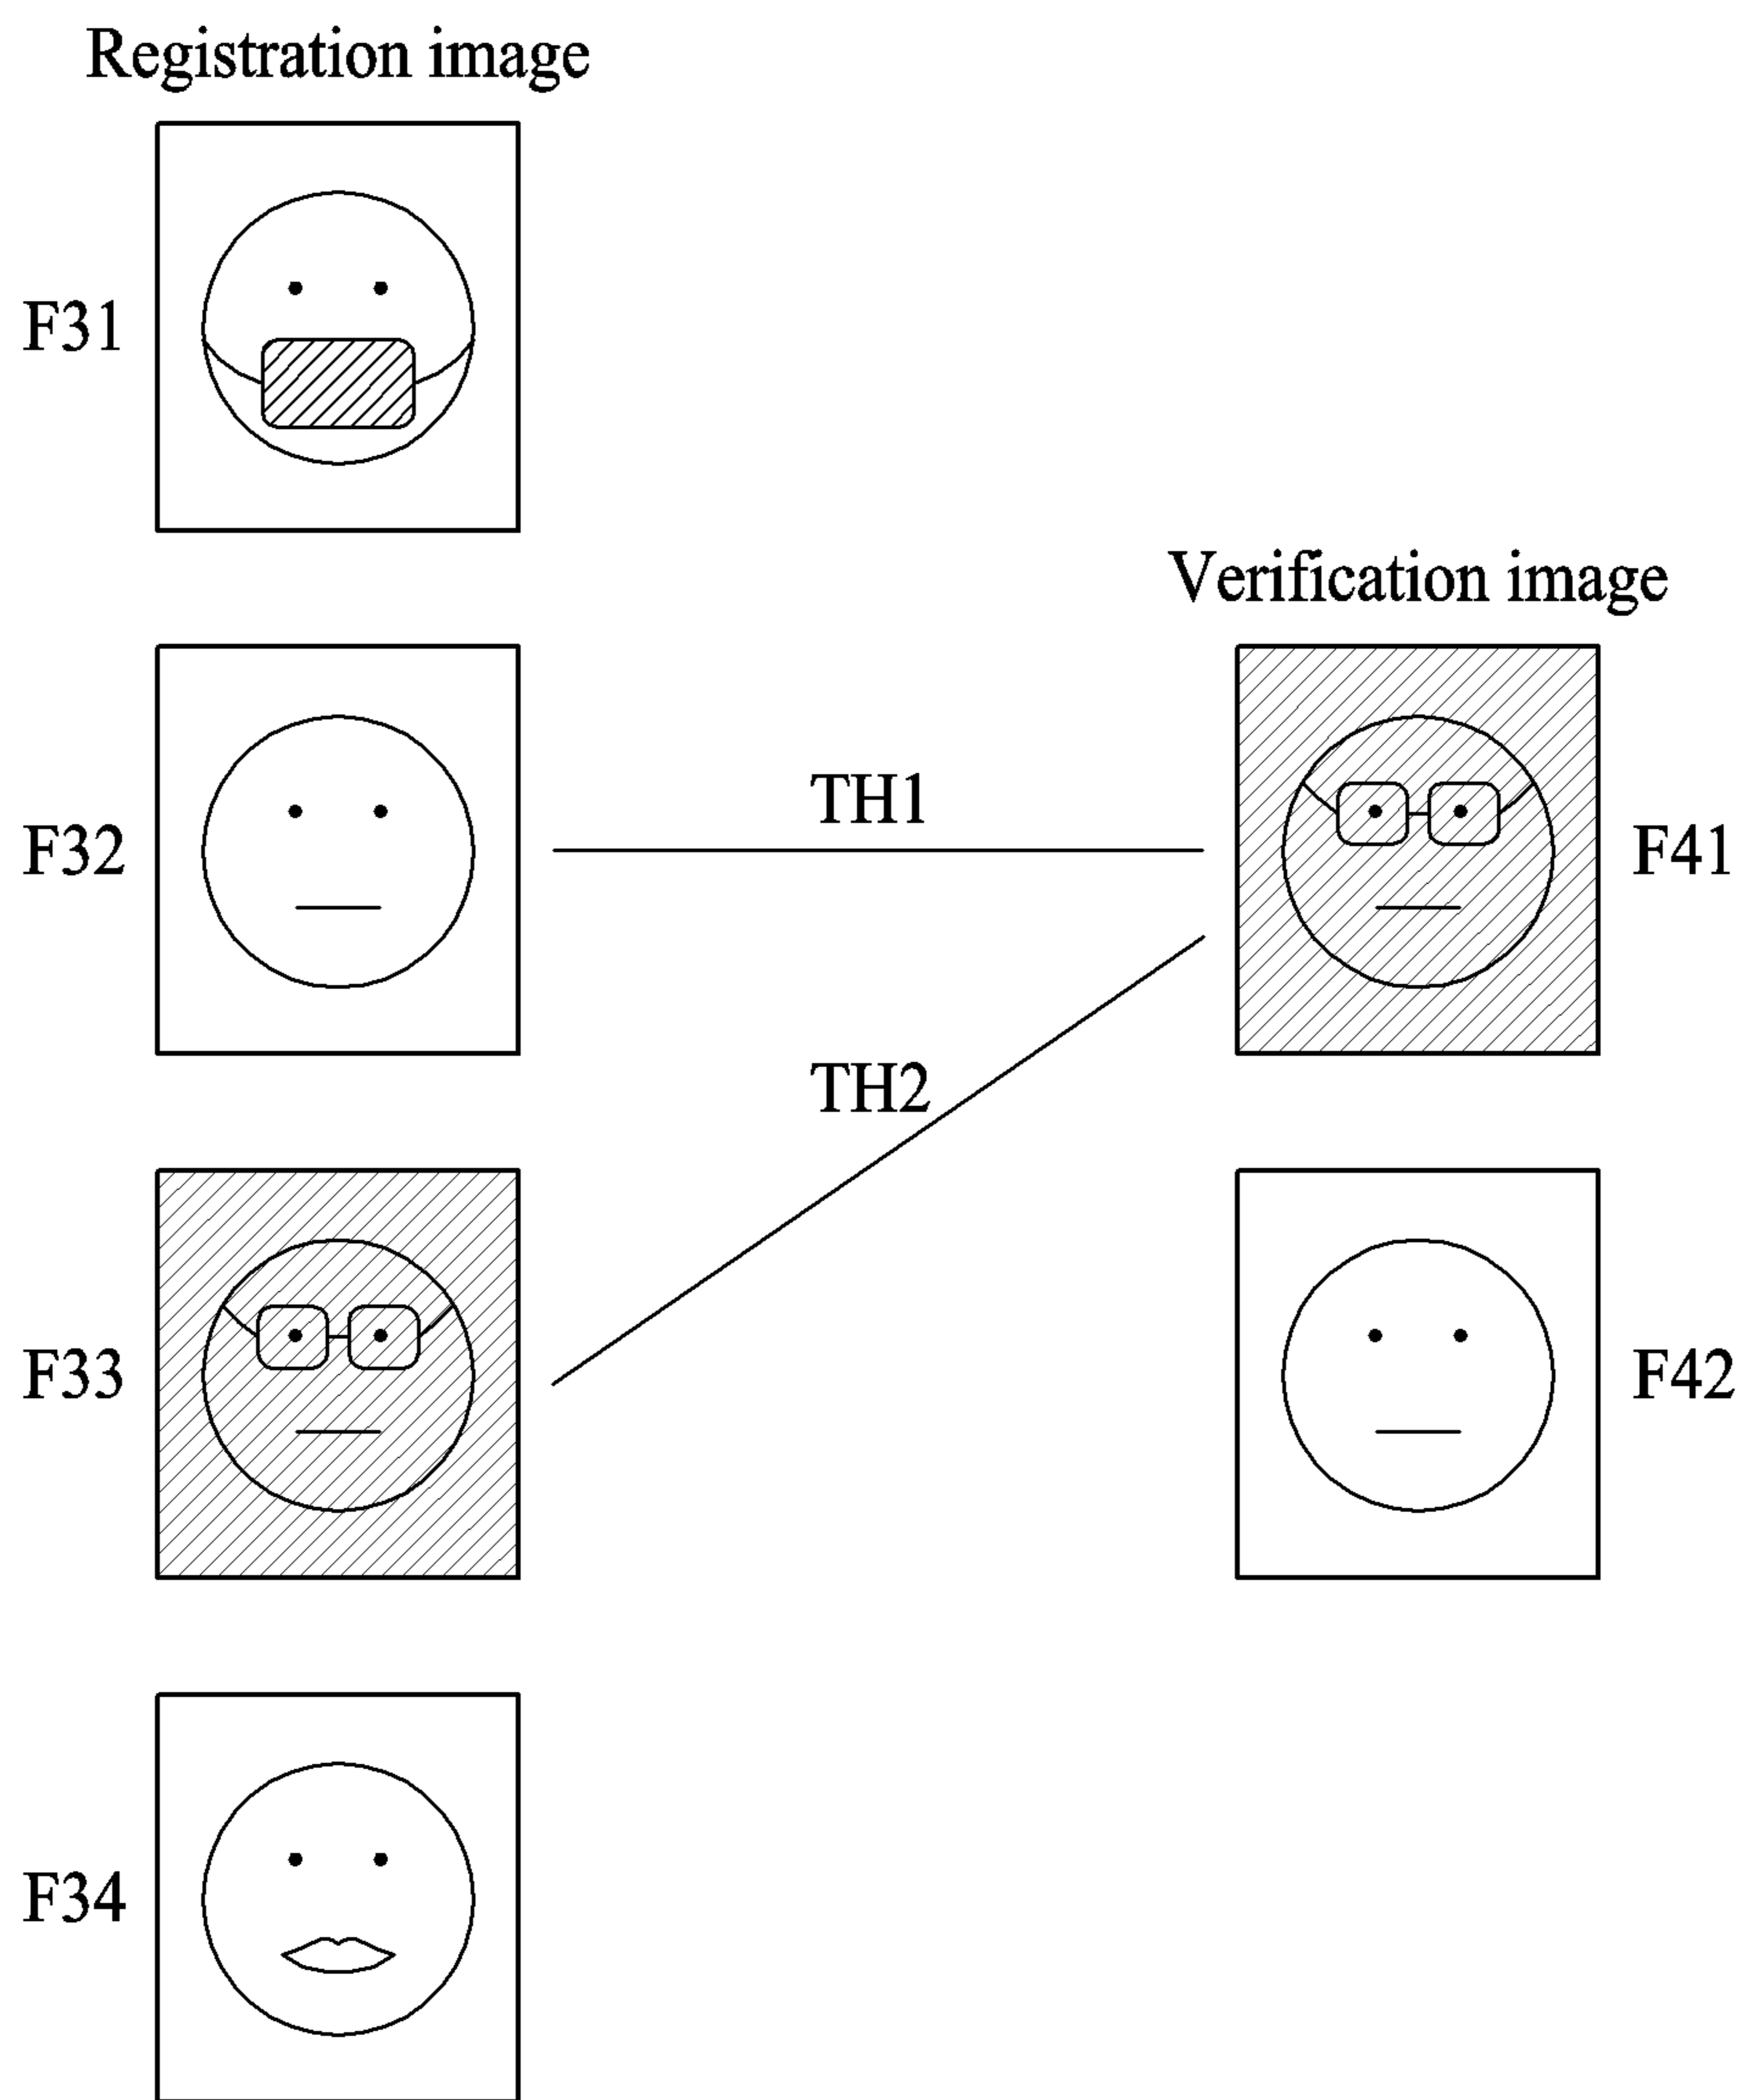 Registration image
F31
Verification image
F32
TH1
F41
TH2
F33
F42
F34